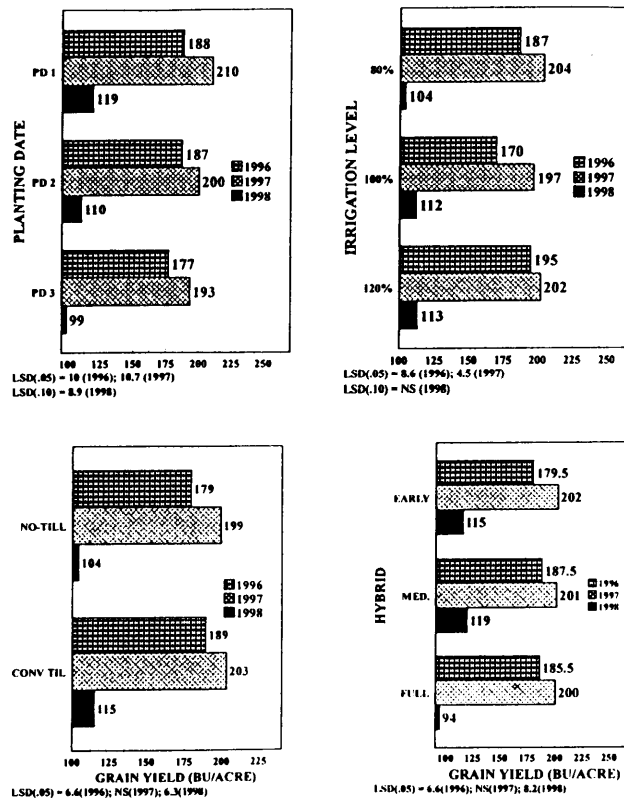 PLANTING DATE
PD 1
188
210
119
PD 2
187
200
110
PD 3
177
193
99
1996
1997
1998
100 125 150 175 200 225
LSD(.05) = 10 (1996); 10.7 (1997)
LSD(.10) = 8.9 (1998)
IRRIGATION LEVEL
80%
187
204
104
100%
170
197
112
120%
195
202
113
1996
1997
1998
100 125 150 175 200 225
LSD(.05) = 8.6 (1996); 4.5 (1997)
LSD(.10) = NS (1998)
NO-TILL
179
199
104
CONV TIL
189
203
115
1996
1997
1998
100 125 150 175 200 225
GRAIN YIELD (BU/ACRE)
LSD(.05) = 6.6(1996); NS(1997); 6.3(1998)
HYBRID
EARLY
179.5
202
115
MED.
187.5
201
119
FULL
185.5
200
94
1996
1997
1998
100 125 150 175 200 225
GRAIN YIELD (BU/ACRE)
LSD(.05) = 6.6(1996); NS(1997); 8.2(1998)